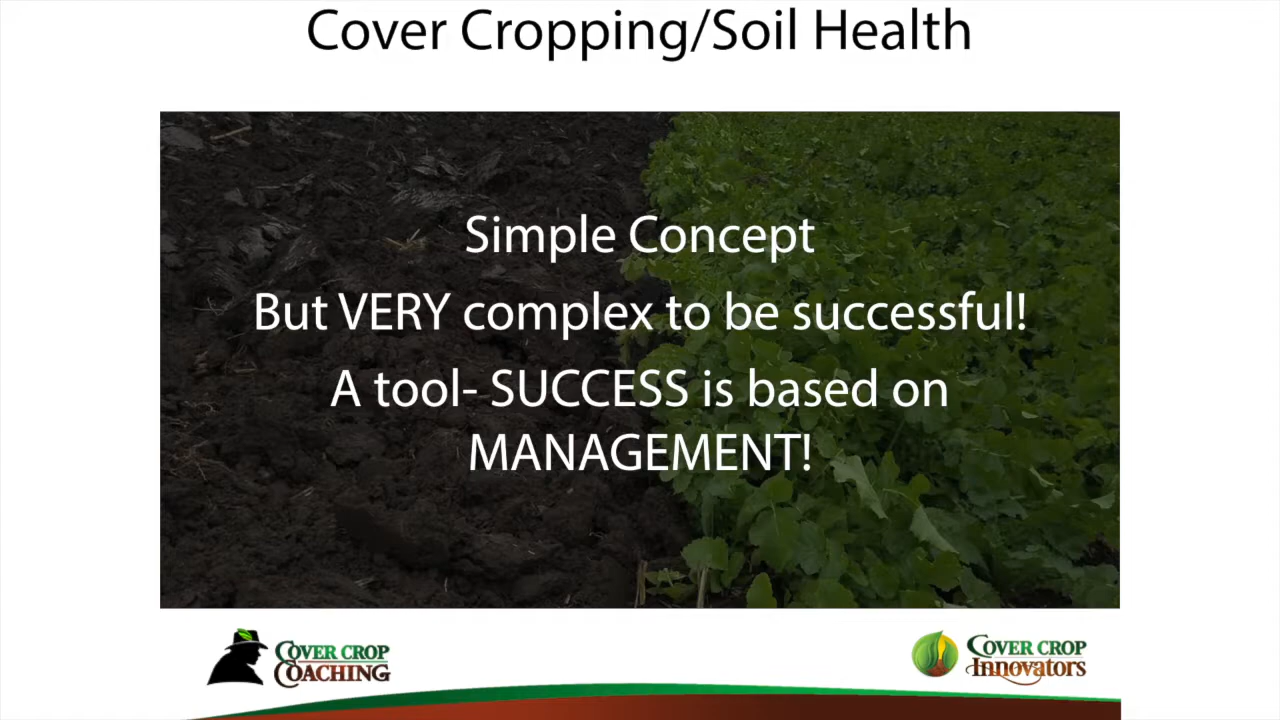 Cover Cropping/Soil Health
Simple Concept
But VERY complex to be successful!
A tool- SUCCESS is based on
MANAGEMENT!
COVER CROP
COACHING
COVER CROP
INNOVATORS